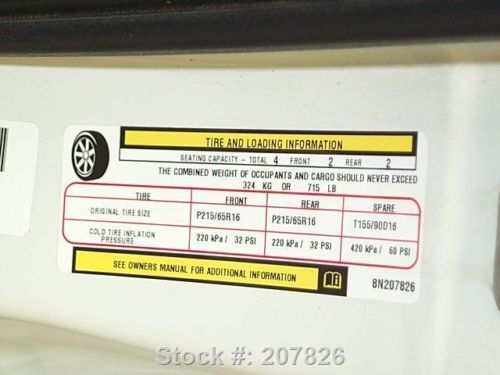 TIRE AND LOADING INFORMATION
SEATING CAPACITY - TOTAL 4 FRONT 2 REAR 2
THE COMBINED WEIGHT OF OCCUPANTS AND CARGO SHOULD NEVER EXCEED
324 KG OR 715 LB
TIRE FRONT REAR SPARE
ORIGINAL TIRE SIZE P215/65R16 P215/65R16 T155/90D16
COLD TIRE INFLATION PRESSURE 220 kPa / 32 PSI 220 kPa / 32 PSI 420 kPa / 60 PSI
SEE OWNERS MANUAL FOR ADDITIONAL INFORMATION
8N207826
Stock #: 207826